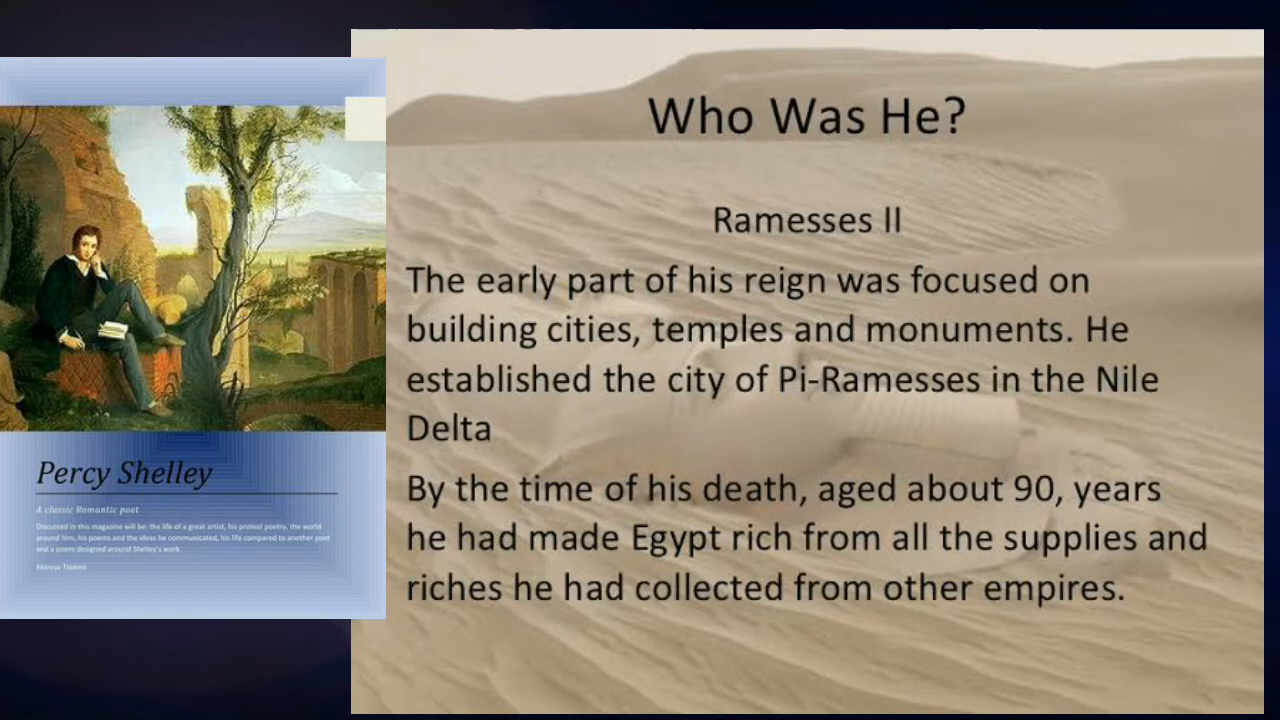 Who Was He?
Ramesses II
The early part of his reign was focused on
building cities, temples and monuments. He
established the city of Pi-Ramesses in the Nile
Delta
By the time of his death, aged about 90, years
he had made Egypt rich from all the supplies and
riches he had collected from other empires.
Percy Shelley
A classic Romantic poet
Discussed in this magazine will be: the life of a great artist, his protest poetry, the world
around him, his poems and the ideas he communicated, his life compared to another poet
and a poem designed around Shelley's work.
Marcus